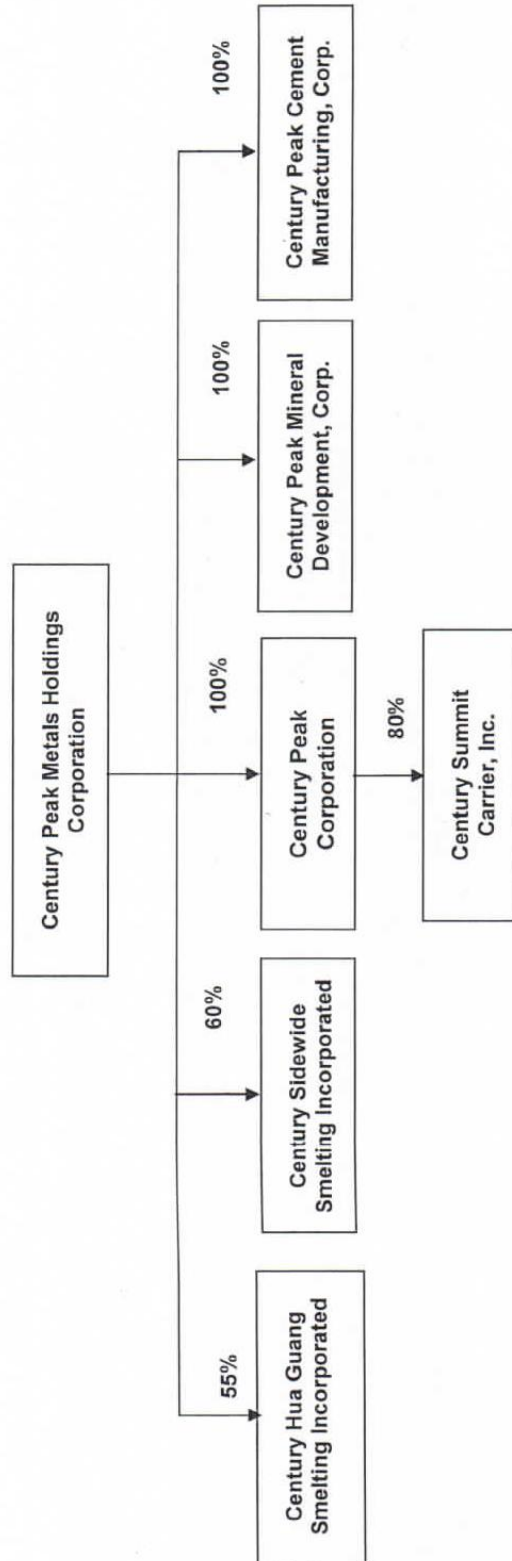 Century Peak Metals Holdings
Corporation
55%
60%
100%
100%
100%
Century Hua Guang
Smelting Incorporated
Century Sidewide
Smelting Incorporated
Century Peak
Corporation
Century Peak Mineral
Development, Corp.
Century Peak Cement
Manufacturing, Corp.
80%
Century Summit
Carrier, Inc.